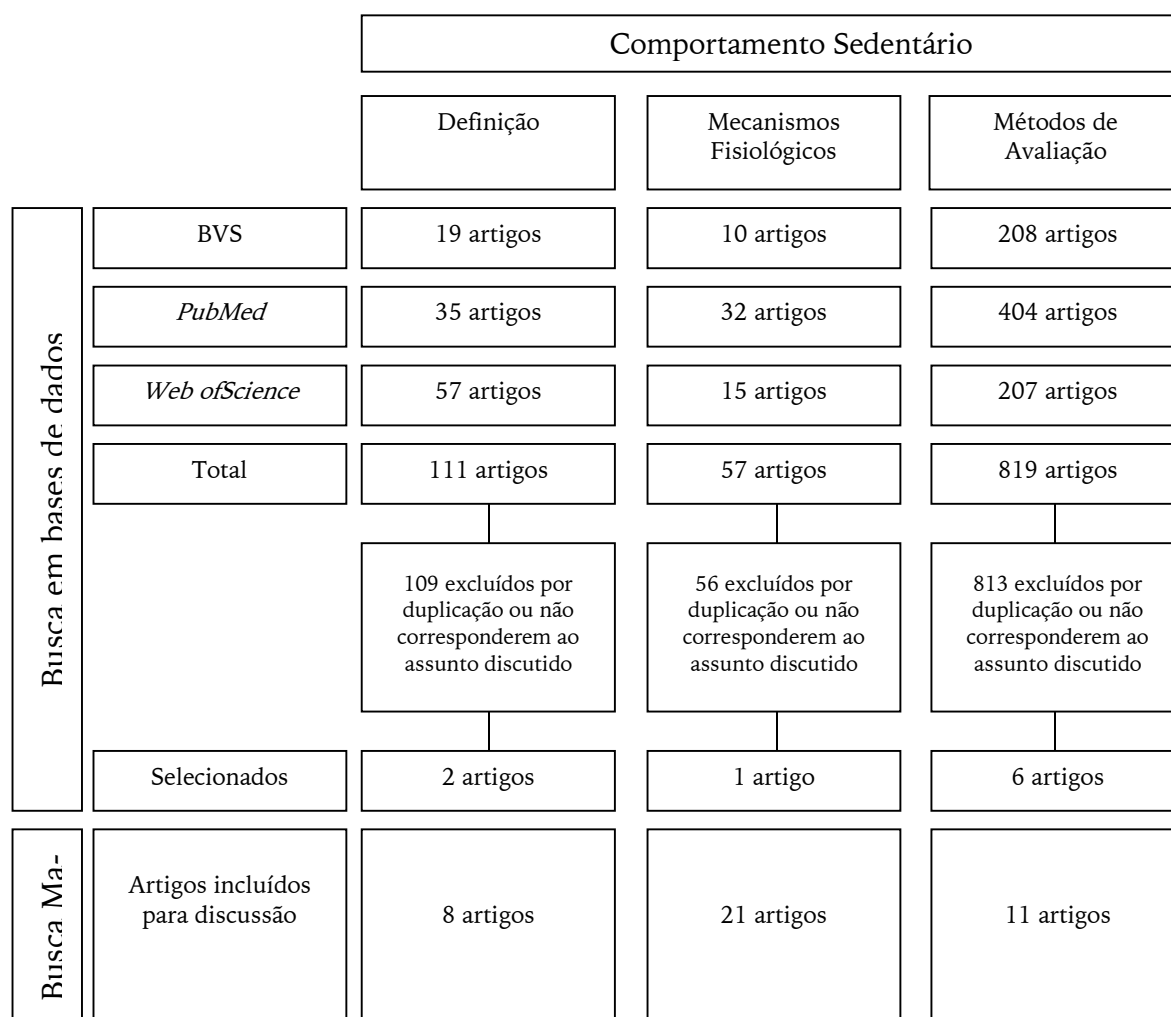 Comportamento Sedentário
Definição
Mecanismos
Fisiológicos
Métodos de
Avaliação
Busca em bases de dados
BVS
19 artigos
10 artigos
208 artigos
PubMed
35 artigos
32 artigos
404 artigos
Web ofScience
57 artigos
15 artigos
207 artigos
Total
111 artigos
57 artigos
819 artigos
109 excluídos por
duplicação ou não
corresponderem ao
assunto discutido
56 excluídos por
duplicação ou não
corresponderem ao
assunto discutido
813 excluídos por
duplicação ou não
corresponderem ao
assunto discutido
Selecionados
2 artigos
1 artigo
6 artigos
Busca Ma-
Artigos incluídos
para discussão
8 artigos
21 artigos
11 artigos